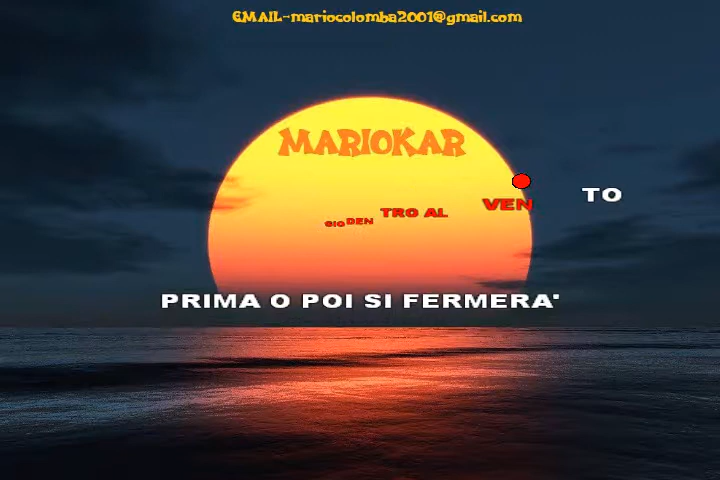 EMAIL-mariocolomba2001@gmail.com
MARIOKAR
GIO DEN TRO AL VEN TO
PRIMA O POI SI FERMERA'